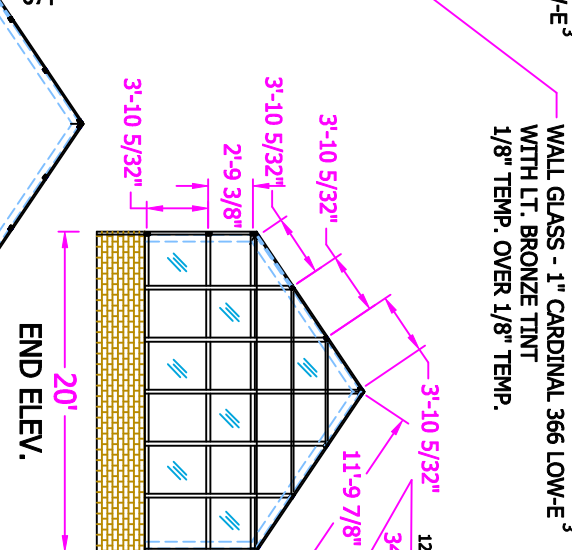 WALL GLASS - 1" CARDINAL 366 LOW-E³
WITH LT. BRONZE TINT
1/8" TEMP. OVER 1/8" TEMP.
3'-10 5/32"
3'-10 5/32"
3'-10 5/32"
2'-9 3/8"
3'-10 5/32"
11'-9 7/8"
12
34
20'
END ELEV.